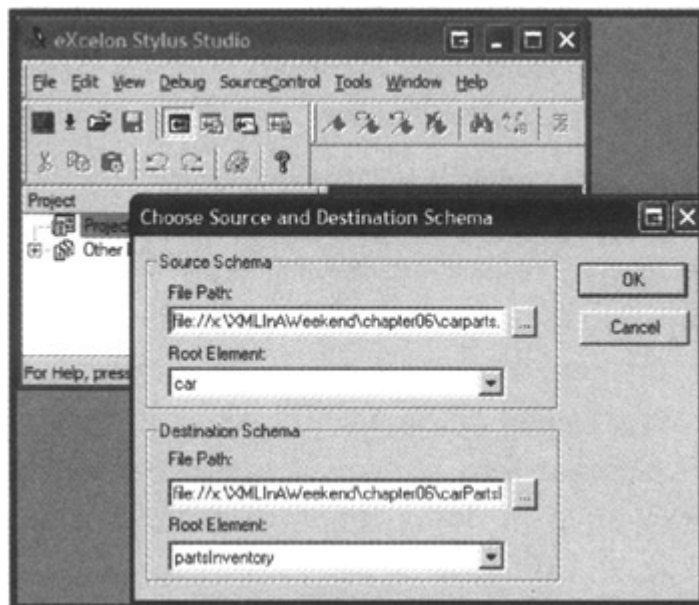 eXcelon Stylus Studio
File Edit View Debug SourceControl Tools Window Help
Project
Project
Other
For Help, press
Choose Source and Destination Schema
Source Schema
File Path:
file://x:\XMLInAWeekend\chapter06\carparts.
...
Root Element:
car
Destination Schema
File Path:
file://x:\XMLInAWeekend\chapter06\carPartsI
...
Root Element:
partsInventory
OK
Cancel